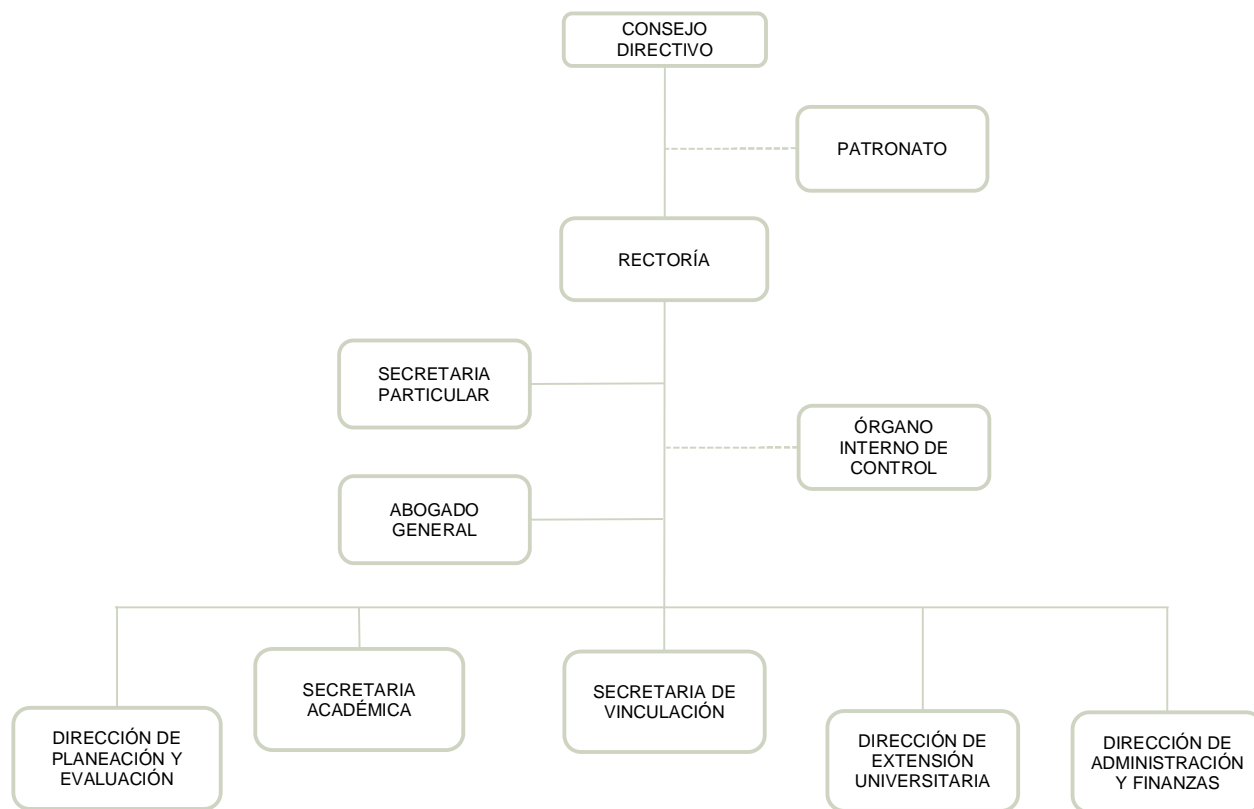 CONSEJO
DIRECTIVO
PATRONATO
RECTORÍA
SECRETARIA
PARTICULAR
ÓRGANO
INTERNO DE
CONTROL
ABOGADO
GENERAL
SECRETARIA
ACADÉMICA
SECRETARIA DE
VINCULACIÓN
DIRECCIÓN DE
PLANEACIÓN Y
EVALUACIÓN
DIRECCIÓN DE
EXTENSIÓN
UNIVERSITARIA
DIRECCIÓN DE
ADMINISTRACIÓN
Y FINANZAS